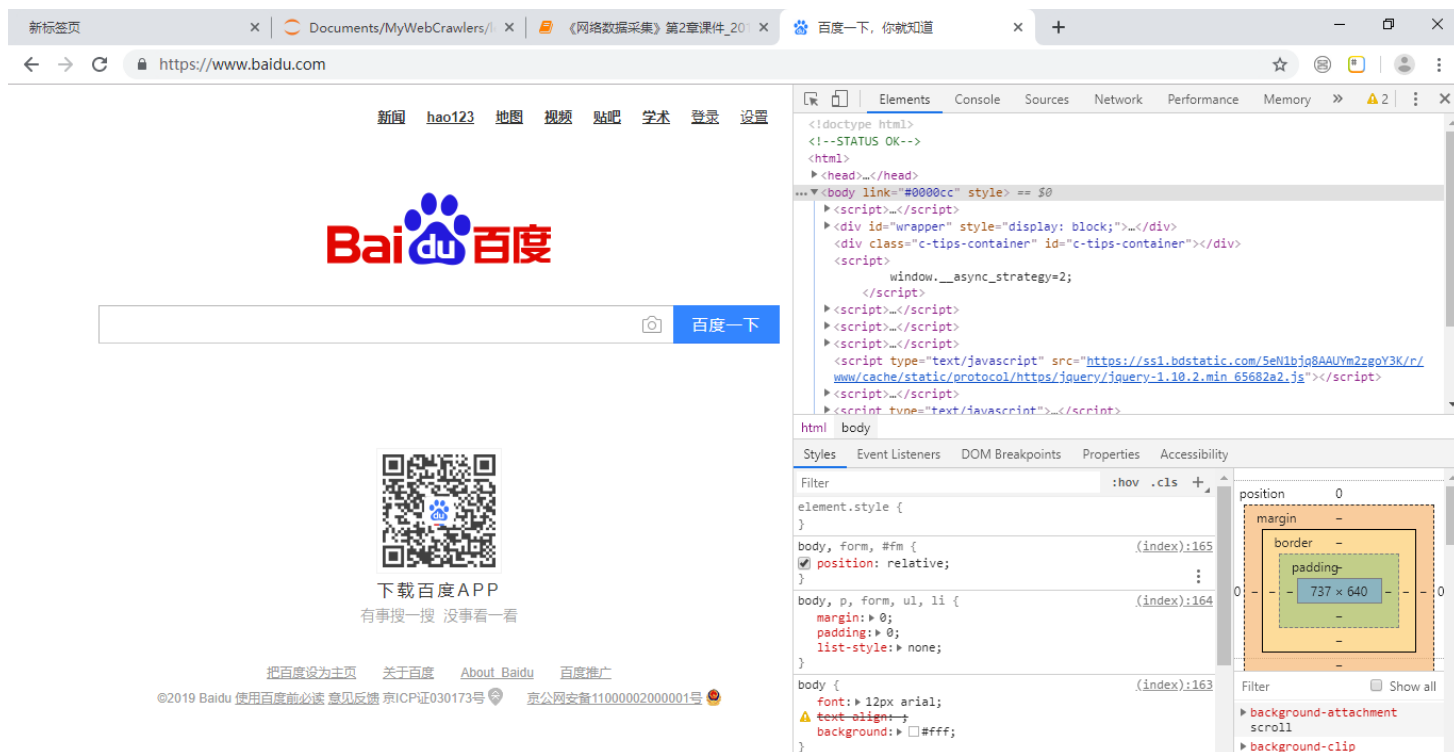 新标签页
Documents/MyWebCrawlers/
《网络数据采集》第2章课件_201
百度一下，你就知道
https://www.baidu.com
新闻 hao123 地图 视频 贴吧 学术 登录 设置
Baidu百度
百度一下
下载百度APP
有事搜一搜 没事看一看
把百度设为主页 关于百度 About Baidu 百度推广
©2019 Baidu 使用百度前必读 意见反馈 京ICP证030173号 京公网安备11000002000001号
Elements Console Sources Network Performance Memory » 2
<!doctype html>
<!--STATUS OK-->
<html>
<head>…</head>
…<body link="#0000cc" style> == $0
<script>…</script>
<div id="wrapper" style="display: block;">…</div>
<div class="c-tips-container" id="c-tips-container"></div>
<script>
window.__async_strategy=2;
</script>
<script>…</script>
<script>…</script>
<script>…</script>
<script type="text/javascript" src="https://ss1.bdstatic.com/5eN1bjq8AAUYm2zgoY3K/r/
www/cache/static/protocol/https/jquery/jquery-1.10.2.min_65682a2.js"></script>
<script>…</script>
<script type="text/javascript">…</script>
html body
Styles Event Listeners DOM Breakpoints Properties Accessibility
Filter :hov .cls +
element.style {
}
body, form, #fm { (index):165
position: relative;
}
body, p, form, ul, li { (index):164
margin: 0;
padding: 0;
list-style: none;
}
body { (index):163
font: 12px arial;
text-align: ;
background: #fff;
}
position 0
margin –
border –
padding-
0 – – – 737 × 640 – – – 0
–
–
–
Filter Show all
background-attachment
scroll
background-clip